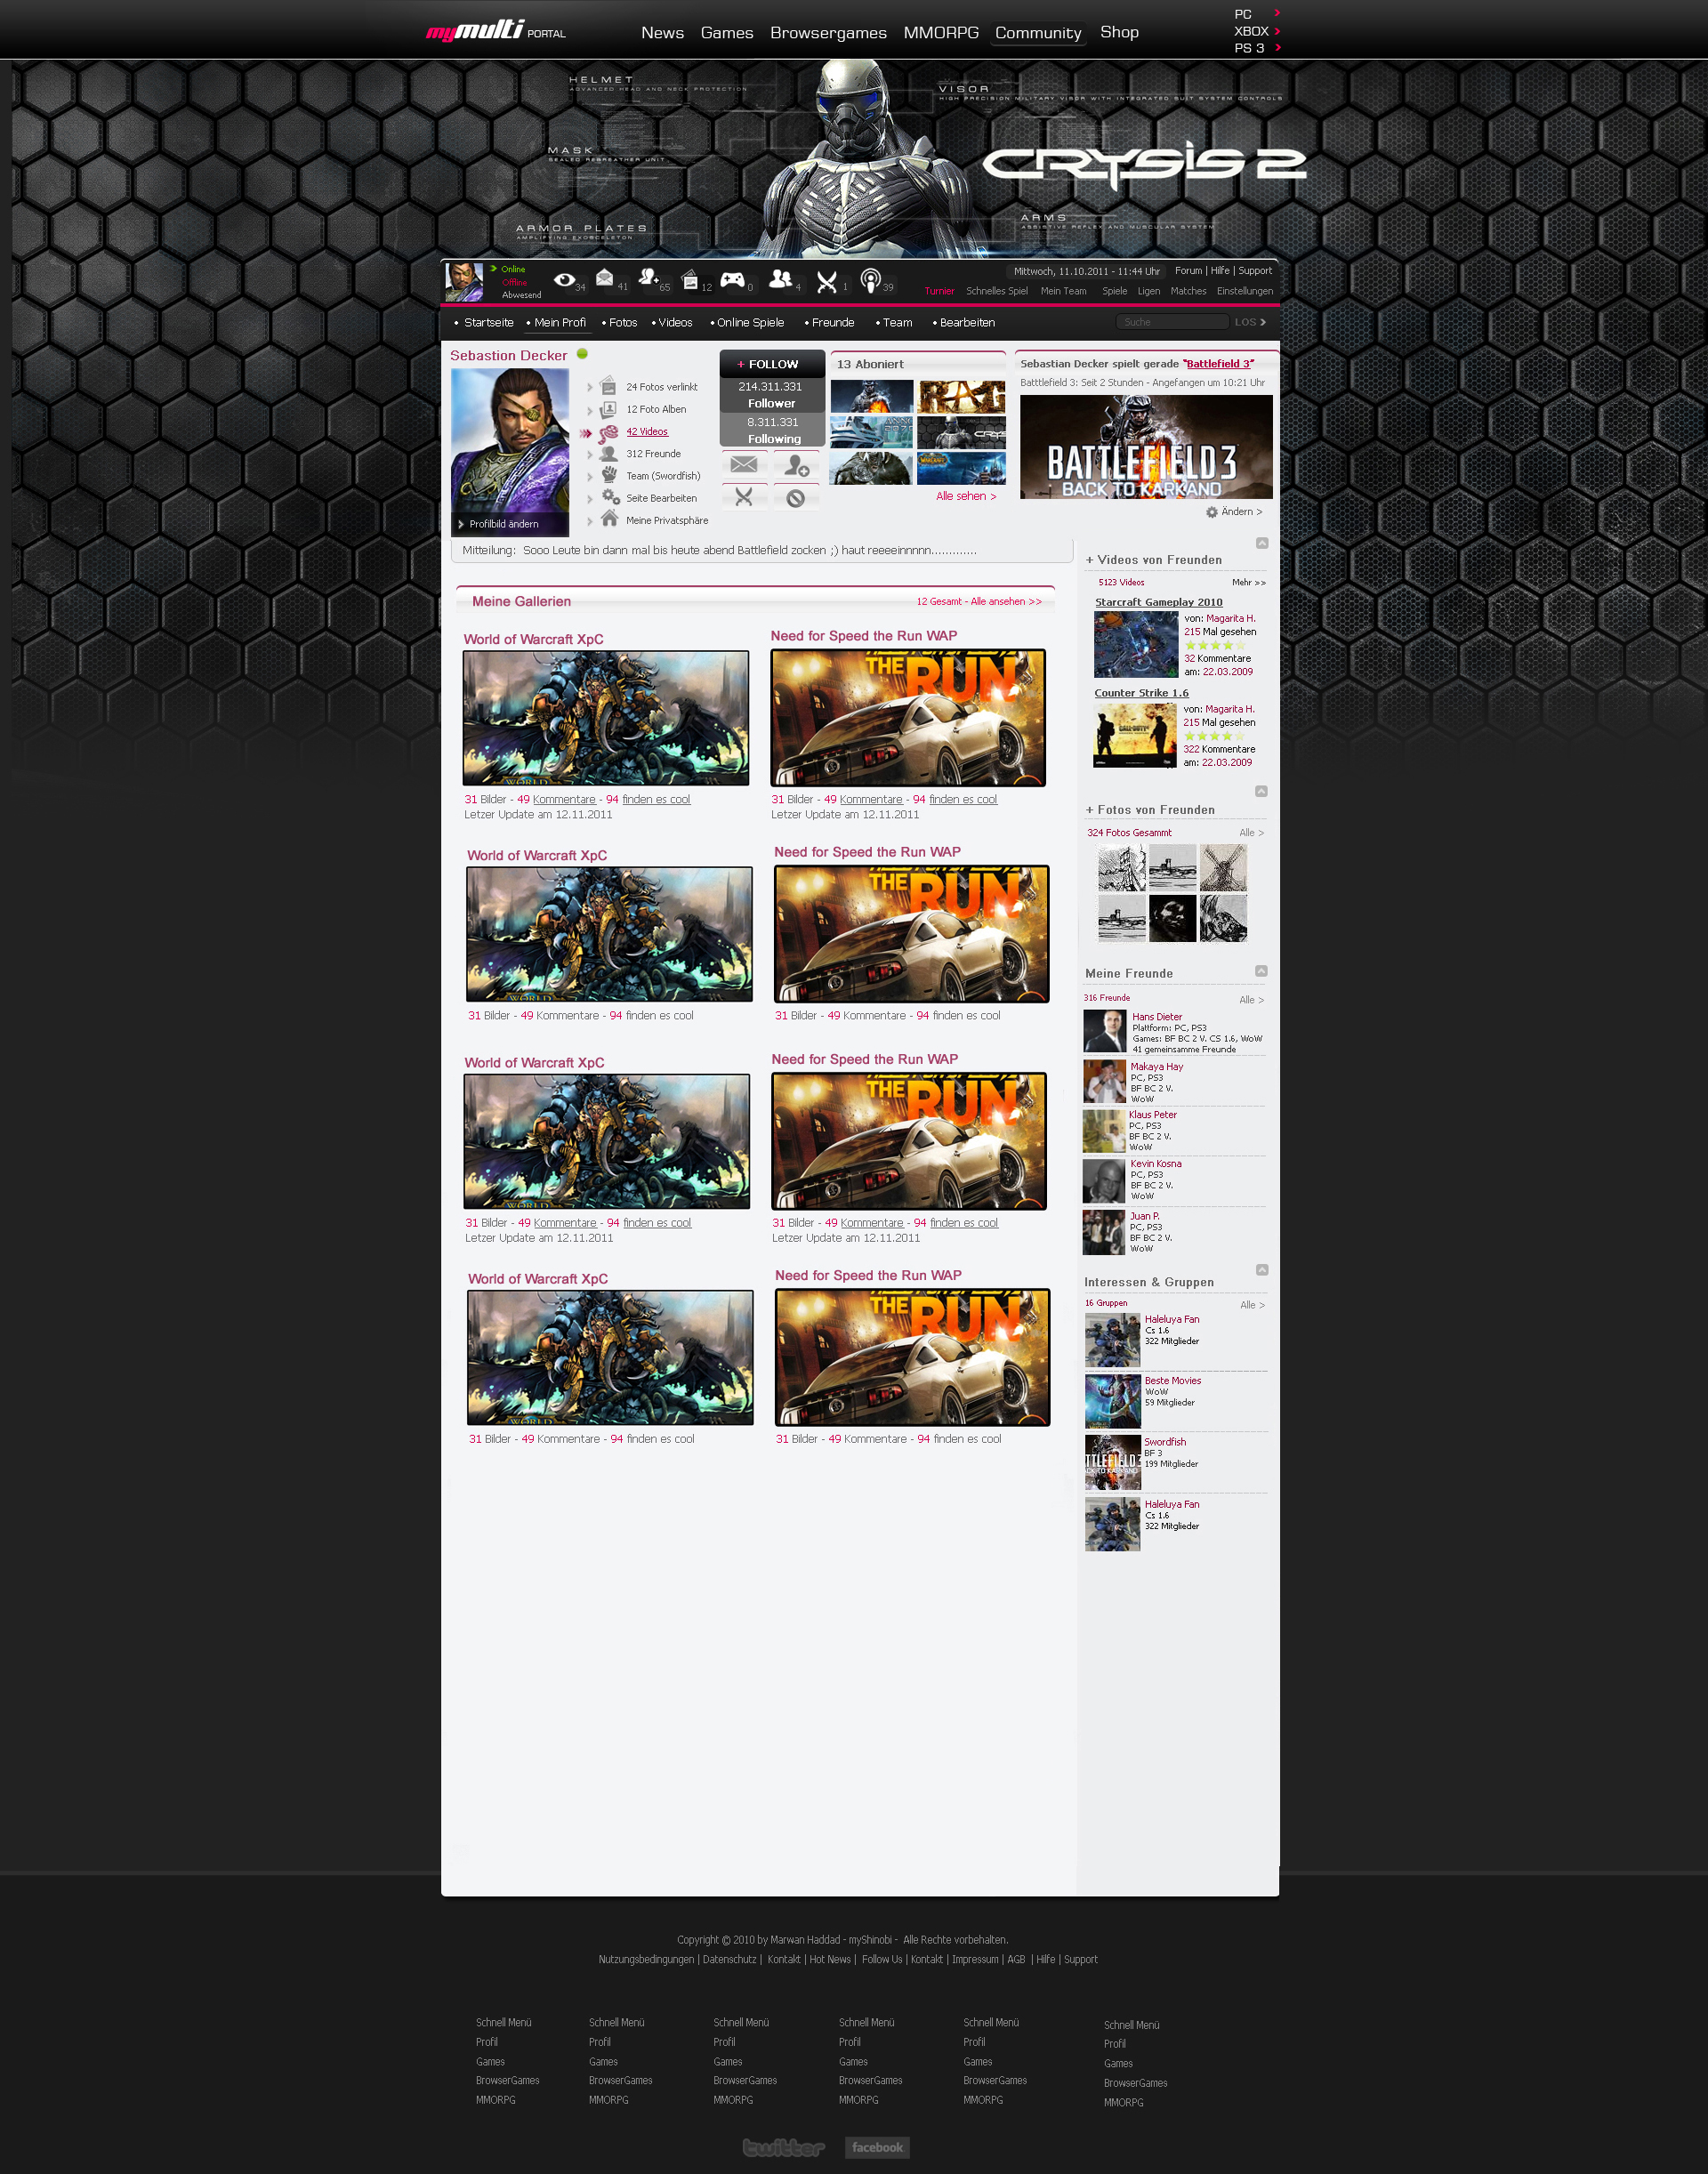 mymulti PORTAL
News Games Browsergames MMORPG Community Shop
PC
XBOX
PS 3
HELMET
ADVANCED HEAD AND NECK PROTECTION
VISOR
HIGH PRECISION MILITARY VISOR WITH INTEGRATED SUIT SYSTEM CONTROLS
MASK
SEALED REBREATHER UNIT
CRYSIS 2
ARMOR PLATES
AMPLIFYING EXOSCELETON
ARMS
ASSISTIVE REFLEX AND MUSCULAR SYSTEM
Online
Offline
Abwesend
34 41 65 12 0 4 1 39
Mittwoch, 11.10.2011 - 11:44 Uhr
Forum | Hilfe | Support
Turnier Schnelles Spiel Mein Team Spiele Ligen Matches Einstellungen
• Startseite • Mein Profi • Fotos • Videos • Online Spiele • Freunde • Team • Bearbeiten
Suche
LOS >
Sebastion Decker
Profilbild ändern
24 Fotos verlinkt
12 Foto Alben
42 Videos
312 Freunde
Team (Swordfish)
Seite Bearbeiten
Meine Privatsphäre
+ FOLLOW
214.311.331
Follower
8.311.331
Following
13 Aboniert
Alle sehen >
Sebastian Decker spielt gerade "Battlefield 3"
Batttlefield 3: Seit 2 Stunden - Angefangen um 10:21 Uhr
BATTLEFIELD 3
BACK TO KARKAND
Ändern >
Mitteilung: Sooo Leute bin dann mal bis heute abend Battlefield zocken ;) haut reeeeinnnnn.............
Meine Gallerien
12 Gesamt - Alle ansehen >>
World of Warcraft XpC
Need for Speed the Run WAP
WORLD
THE RUN
31 Bilder - 49 Kommentare - 94 finden es cool
Letzer Update am 12.11.2011
31 Bilder - 49 Kommentare - 94 finden es cool
Letzer Update am 12.11.2011
World of Warcraft XpC
Need for Speed the Run WAP
WORLD
THE RUN
31 Bilder - 49 Kommentare - 94 finden es cool
31 Bilder - 49 Kommentare - 94 finden es cool
World of Warcraft XpC
Need for Speed the Run WAP
WORLD
THE RUN
31 Bilder - 49 Kommentare - 94 finden es cool
Letzer Update am 12.11.2011
31 Bilder - 49 Kommentare - 94 finden es cool
Letzer Update am 12.11.2011
World of Warcraft XpC
Need for Speed the Run WAP
WORLD
THE RUN
31 Bilder - 49 Kommentare - 94 finden es cool
31 Bilder - 49 Kommentare - 94 finden es cool
+ Videos von Freunden
5123 Videos
Mehr >>
Starcraft Gameplay 2010
von: Magarita H.
215 Mal gesehen
32 Kommentare
am: 22.03.2009
Counter Strike 1.6
von: Magarita H.
215 Mal gesehen
322 Kommentare
am: 22.03.2009
+ Fotos von Freunden
324 Fotos Gesammt
Alle >
Meine Freunde
316 Freunde
Alle >
Hans Dieter
Plattform: PC, PS3
Games: BF BC 2 V. CS 1.6, WoW
41 gemeinsame Freunde
Makaya Hay
PC, PS3
BF BC 2 V.
WoW
Klaus Peter
PC, PS3
BF BC 2 V.
WoW
Kevin Kosna
PC, PS3
BF BC 2 V.
WoW
Juan P.
PC, PS3
BF BC 2 V.
WoW
Interessen & Gruppen
16 Gruppen
Alle >
Haleluya Fan
Cs 1.6
322 Mitglieder
Beste Movies
WoW
59 Mitglieder
Swordfish
BF 3
199 Mitglieder
Haleluya Fan
Cs 1.6
322 Mitglieder
Copyright © 2010 by Marwan Haddad - myShinobi - Alle Rechte vorbehalten.
Nutzungsbedingungen | Datenschutz | Kontakt | Hot News | Follow Us | Kontakt | Impressum | AGB | Hilfe | Support
Schnell Menü
Profil
Games
BrowserGames
MMORPG
Schnell Menü
Profil
Games
BrowserGames
MMORPG
Schnell Menü
Profil
Games
BrowserGames
MMORPG
Schnell Menü
Profil
Games
BrowserGames
MMORPG
Schnell Menü
Profil
Games
BrowserGames
MMORPG
Schnell Menü
Profil
Games
BrowserGames
MMORPG
twitter
facebook